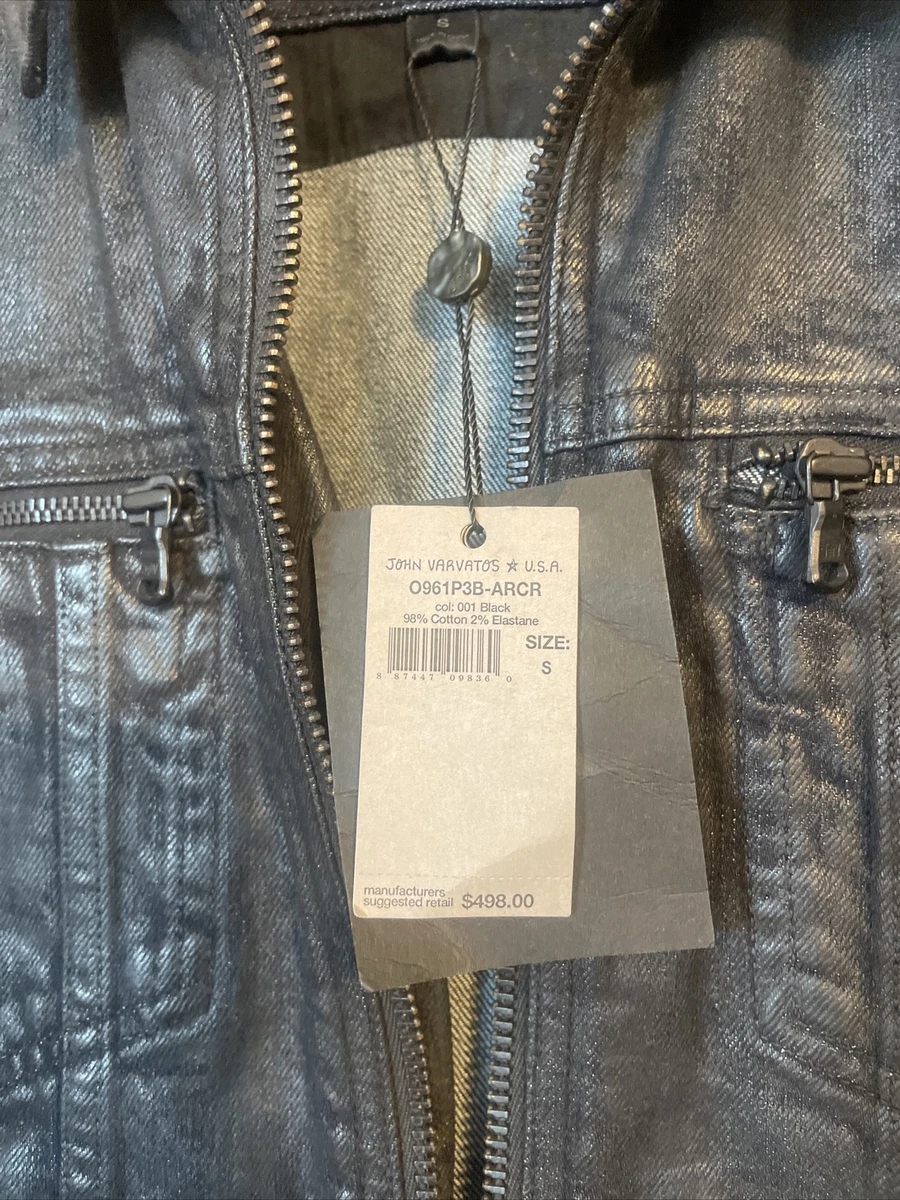 S
JOHN VARVATOS ★ U.S.A.
O961P3B-ARCR
col: 001 Black
98% Cotton 2% Elastane
SIZE:
S
8 87447 09836 0
manufacturers
suggested retail $498.00